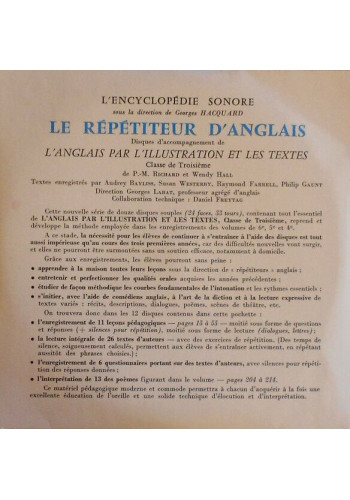 L'ENCYCLOPÉDIE SONORE
sous la direction de Georges HACQUARD
LE RÉPÉTITEUR D'ANGLAIS
Disques d'accompagnement de
L'ANGLAIS PAR L'ILLUSTRATION ET LES TEXTES
Classe de Troisième
de P.-M. RICHARD et Wendy HALL
Textes enregistrés par Audrey BAYLISS, Susan WESTERBY, Raymond FARRELL, Philip GAUNT
Direction Georges LARAT, professeur agrégé d'anglais
Collaboration technique : Daniel FREYTAG
Cette nouvelle série de douze disques souples (24 faces, 33 tours), contenant tout l'essentiel
de L'ANGLAIS PAR L'ILLUSTRATION ET LES TEXTES, Classe de Troisième, reprend et
développe la méthode employée dans les enregistrements des volumes de 6e, 5e et 4e.
A ce stade, la nécessité pour les élèves de continuer à s'entraîner à l'aide des disques est tout
aussi impérieuse qu'au cours des trois premières années, car des difficultés nouvelles vont surgir,
et elles ne pourront être surmontées sans un soutien efficace, notamment à domicile.
Grâce aux enregistrements, les élèves pourront sans peine :
• apprendre à la maison toutes leurs leçons sous la direction de « répétiteurs » anglais ;
• entretenir et perfectionner les qualités orales acquises les années précédentes ;
• étudier de façon méthodique les courbes fondamentales de l'intonation et les rythmes essentiels ;
• s'initier, avec l'aide de comédiens anglais, à l'art de la diction et à la lecture expressive de
textes variés : récits, descriptions, dialogues, poèmes, scènes de théâtre, etc.
On trouvera donc dans les 12 disques contenus dans cette pochette :
• l'enregistrement de 11 leçons pédagogiques — pages 15 à 55 — moitié sous forme de questions
et réponses (+ silences pour répétition), moitié sous forme de lecture (dialogues, lettres) ;
• la lecture intégrale de 26 textes d'auteurs — avec des exercices de répétition. (Des temps de
silence, soigneusement calculés, permettront aux élèves de s'entraîner activement, en répétant
aussitôt des phrases choisies.) ;
• l'enregistrement de 6 questionnaires portant sur des textes d'auteurs, avec silences pour répétition
des réponses données ;
• l'interprétation de 13 des poèmes figurant dans le volume — pages 204 à 214.
Ce matériel pédagogique moderne et commode permettra à chacun d'acquérir à la fois une
excellente éducation de l'oreille et une solide technique d'élocution et d'interprétation.